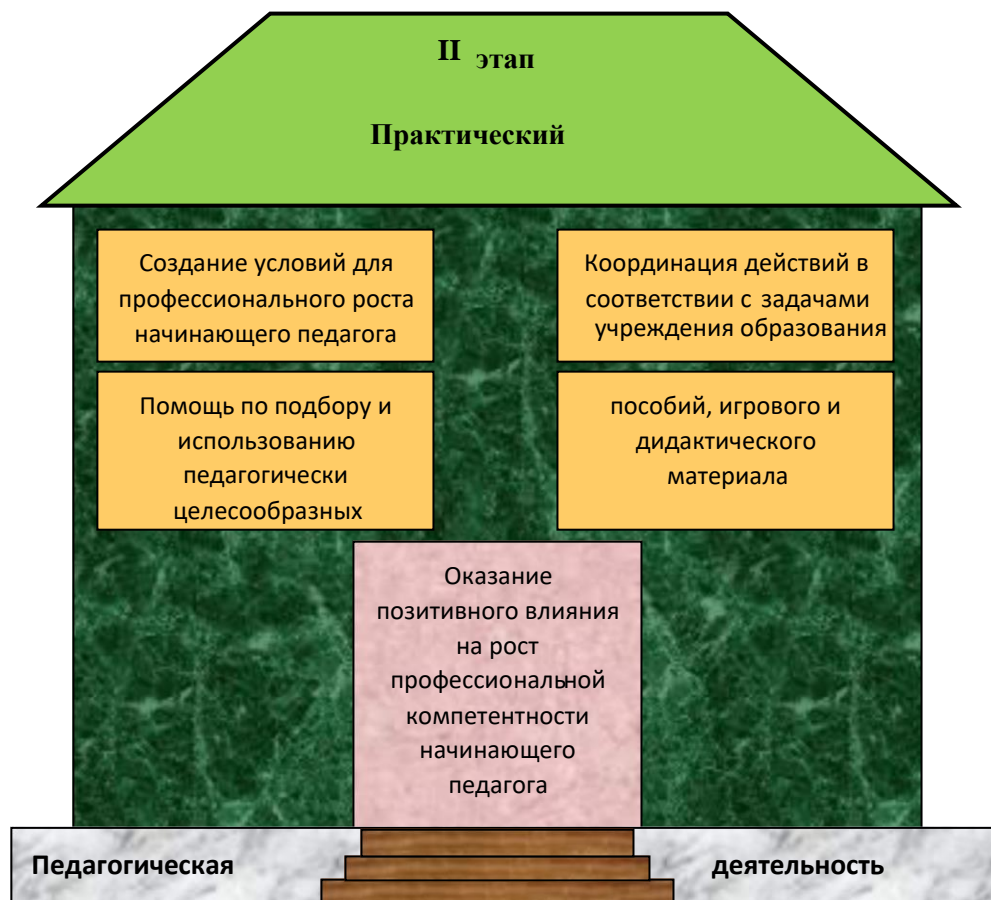 II этап
Практический
Создание условий для
профессионального роста
начинающего педагога
Координация действий в
соответствии с задачами
учреждения образования
Помощь по подбору и
использованию
педагогически
целесообразных
пособий, игрового и
дидактического
материала
Оказание
позитивного влияния
на рост
профессиональной
компетентности
начинающего
педагога
Педагогическая
деятельность